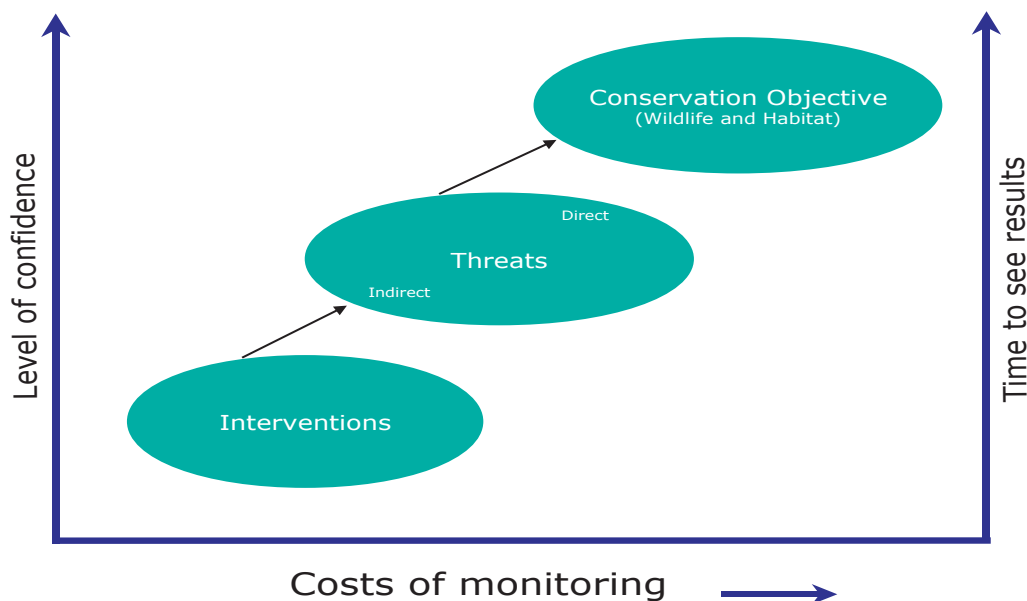 Level of confidence
Conservation Objective
(Wildlife and Habitat)
Direct
Threats
Indirect
Interventions
Time to see results
Costs of monitoring